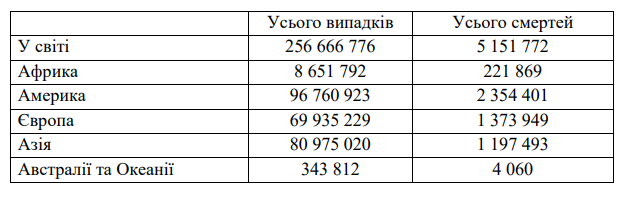 Усього випадків Усього смертей
У світі 256 666 776 5 151 772
Африка 8 651 792 221 869
Америка 96 760 923 2 354 401
Європа 69 935 229 1 373 949
Азія 80 975 020 1 197 493
Австралії та Океанії 343 812 4 060